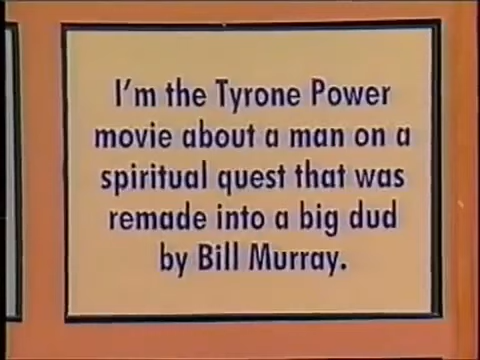 I'm the Tyrone Power
movie about a man on a
spiritual quest that was
remade into a big dud
by Bill Murray.